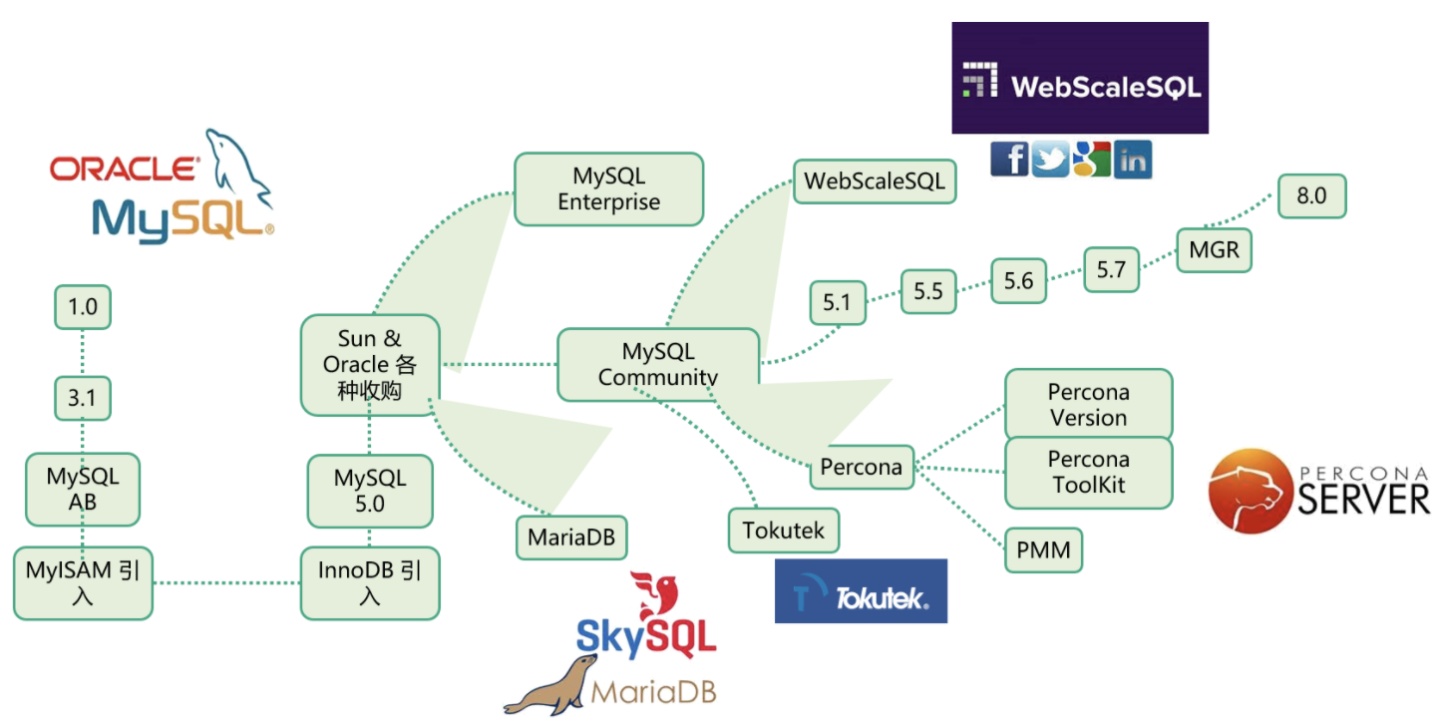 WebScaleSQL
ORACLE®
MySQL®
MySQL
Enterprise
WebScaleSQL
f
in
8.0
MGR
5.7
5.6
5.5
5.1
1.0
Sun &
Oracle 各
种收购
MySQL
Community
3.1
Percona
Version
MySQL
AB
MySQL
5.0
Percona
Percona
ToolKit
PERCONA
SERVER
MariaDB
Tokutek
PMM
MyISAM 引
入
InnoDB 引
入
T Tokutek®
SkySQL
MariaDB